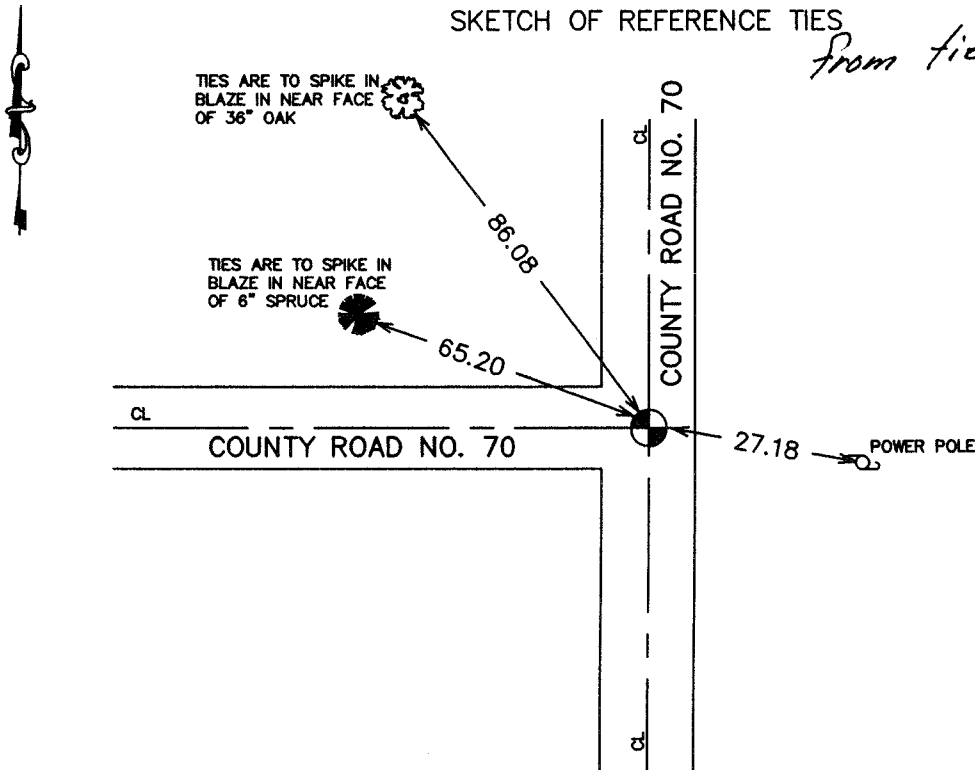 SKETCH OF REFERENCE TIES
from
TIES ARE TO SPIKE IN
BLAZE IN NEAR FACE
OF 36" OAK
CL
COUNTY ROAD NO. 70
86.08
TIES ARE TO SPIKE IN
BLAZE IN NEAR FACE
OF 6" SPRUCE
65.20
CL
COUNTY ROAD NO. 70
27.18
POWER POLE
CL